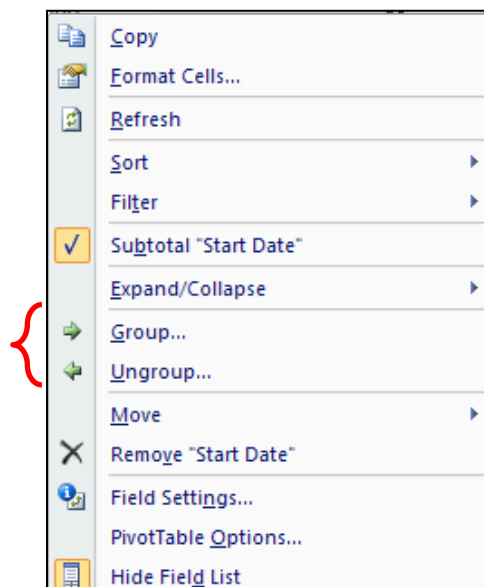 Copy
Format Cells...
Refresh
Sort
Filter
Subtotal "Start Date"
Expand/Collapse
Group...
Ungroup...
Move
Remove "Start Date"
Field Settings...
PivotTable Options...
Hide Field List